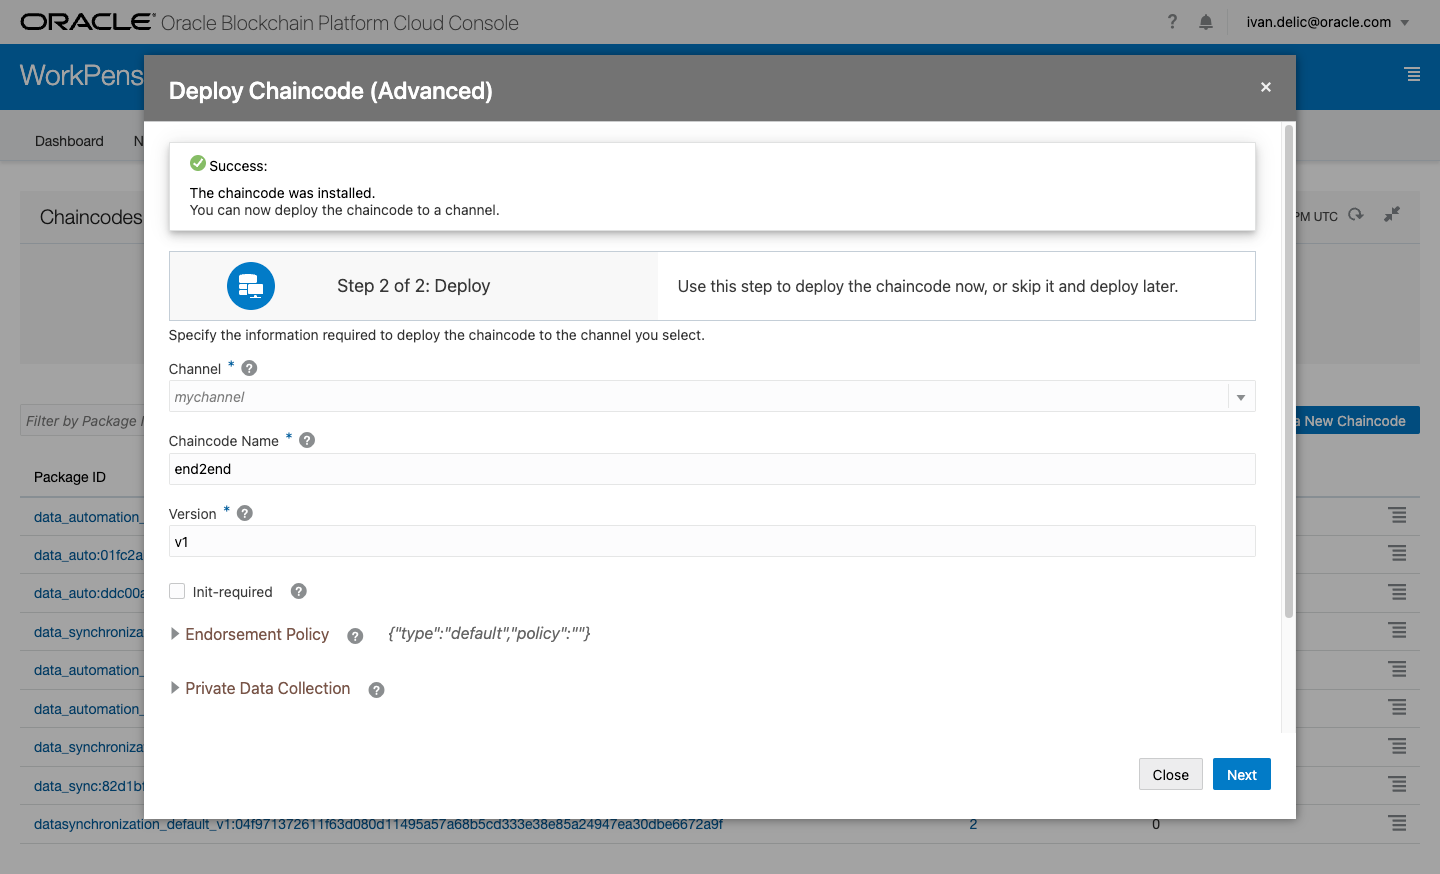 ORACLE® Oracle Blockchain Platform Cloud Console
? ivan.delic@oracle.com
WorkPens
Deploy Chaincode (Advanced)
×
Dashboard N
Success:
The chaincode was installed.
You can now deploy the chaincode to a channel.
Chaincodes
PM UTC
Step 2 of 2: Deploy
Use this step to deploy the chaincode now, or skip it and deploy later.
Specify the information required to deploy the chaincode to the channel you select.
Channel * ?
mychannel
Filter by Package
a New Chaincode
Chaincode Name * ?
end2end
Package ID
Version * ?
v1
data_automation_
data_auto:01fc2a
data_auto:ddc00a
Init-required ?
data_synchroniza
Endorsement Policy ? {"type":"default","policy":""}
data_automation_
Private Data Collection ?
data_automation_
data_synchroniza
data_sync:82d1bf
Close Next
datasynchronization_default_v1:04f971372611f63d080d11495a57a68b5cd333e38e85a24947ea30dbe6672a9f 2 0